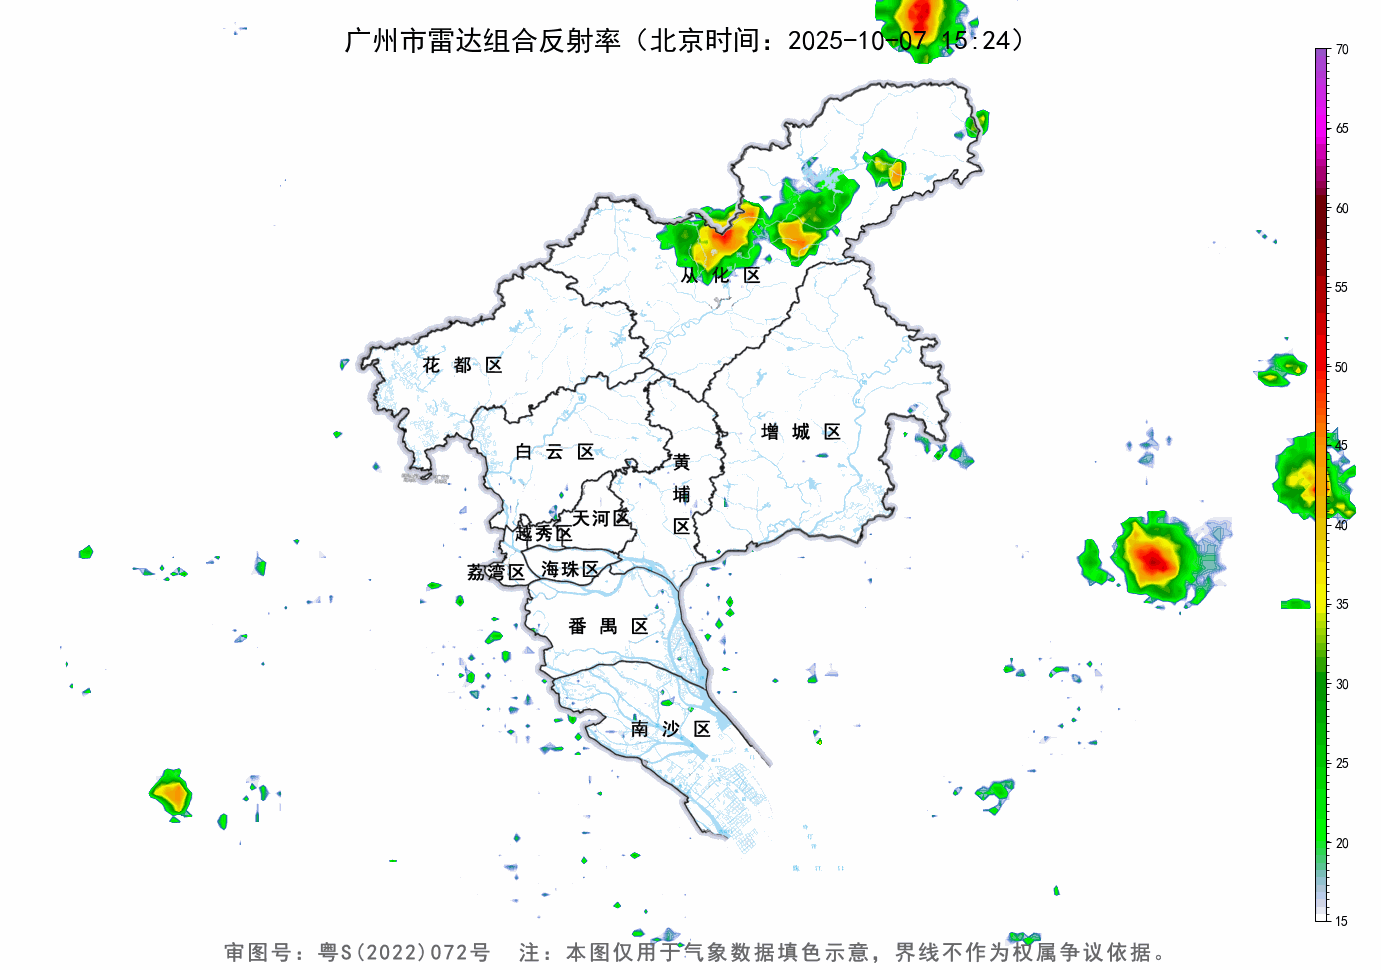 广州市雷达组合反射率（北京时间：2025-10-07 15:24）
70
65
60
55
50
45
40
35
30
25
20
15
从化区
花都区
增城区
白云区
黄埔区
天河区
越秀区
荔湾区
海珠区
番禺区
南沙区
审图号：粤S(2022)072号 注：本图仅用于气象数据填色示意，界线不作为权属争议依据。